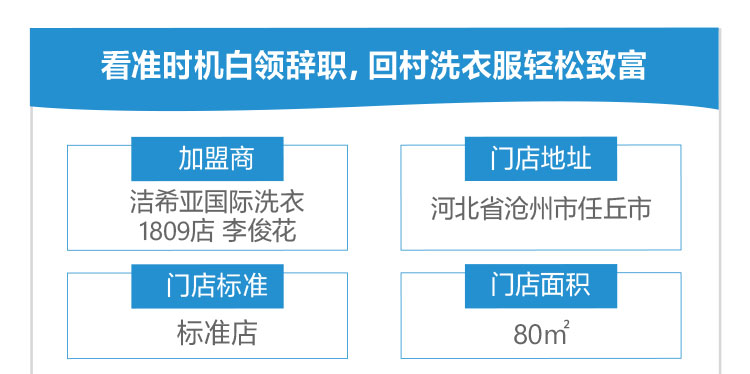 看准时机白领辞职, 回村洗衣服轻松致富
加盟商
洁希亚国际洗衣
1809店 李俊花
门店地址
河北省沧州市任丘市
门店标准
标准店
门店面积
80㎡